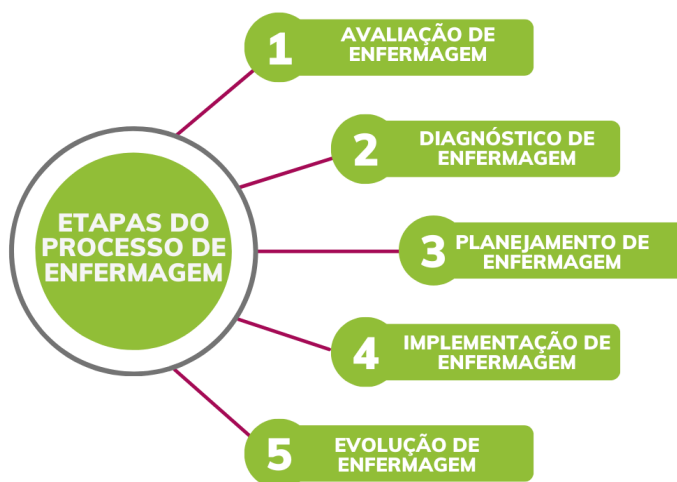 ETAPAS DO
PROCESSO DE
ENFERMAGEM
1
AVALIAÇÃO DE
ENFERMAGEM
2
DIAGNÓSTICO DE
ENFERMAGEM
3
PLANEJAMENTO DE
ENFERMAGEM
4
IMPLEMENTAÇÃO DE
ENFERMAGEM
5
EVOLUÇÃO DE
ENFERMAGEM